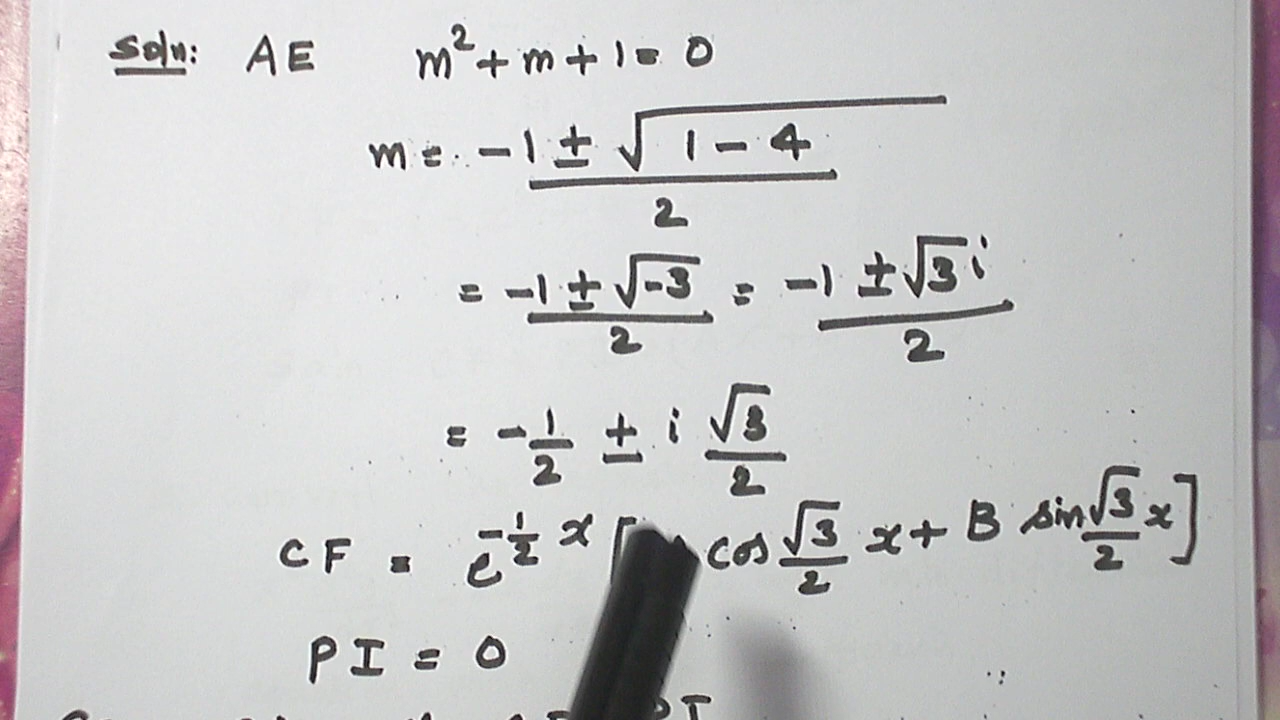 Soln: AE m² + m + 1 = 0
m = -1 ± √(1 - 4) / 2
= -1 ± √-3 / 2 = -1 ± √3 i / 2
= -1/2 ± i √3/2
CF = e^(-1/2 x) [ cos √3/2 x + B sin √3/2 x ]
PI = 0